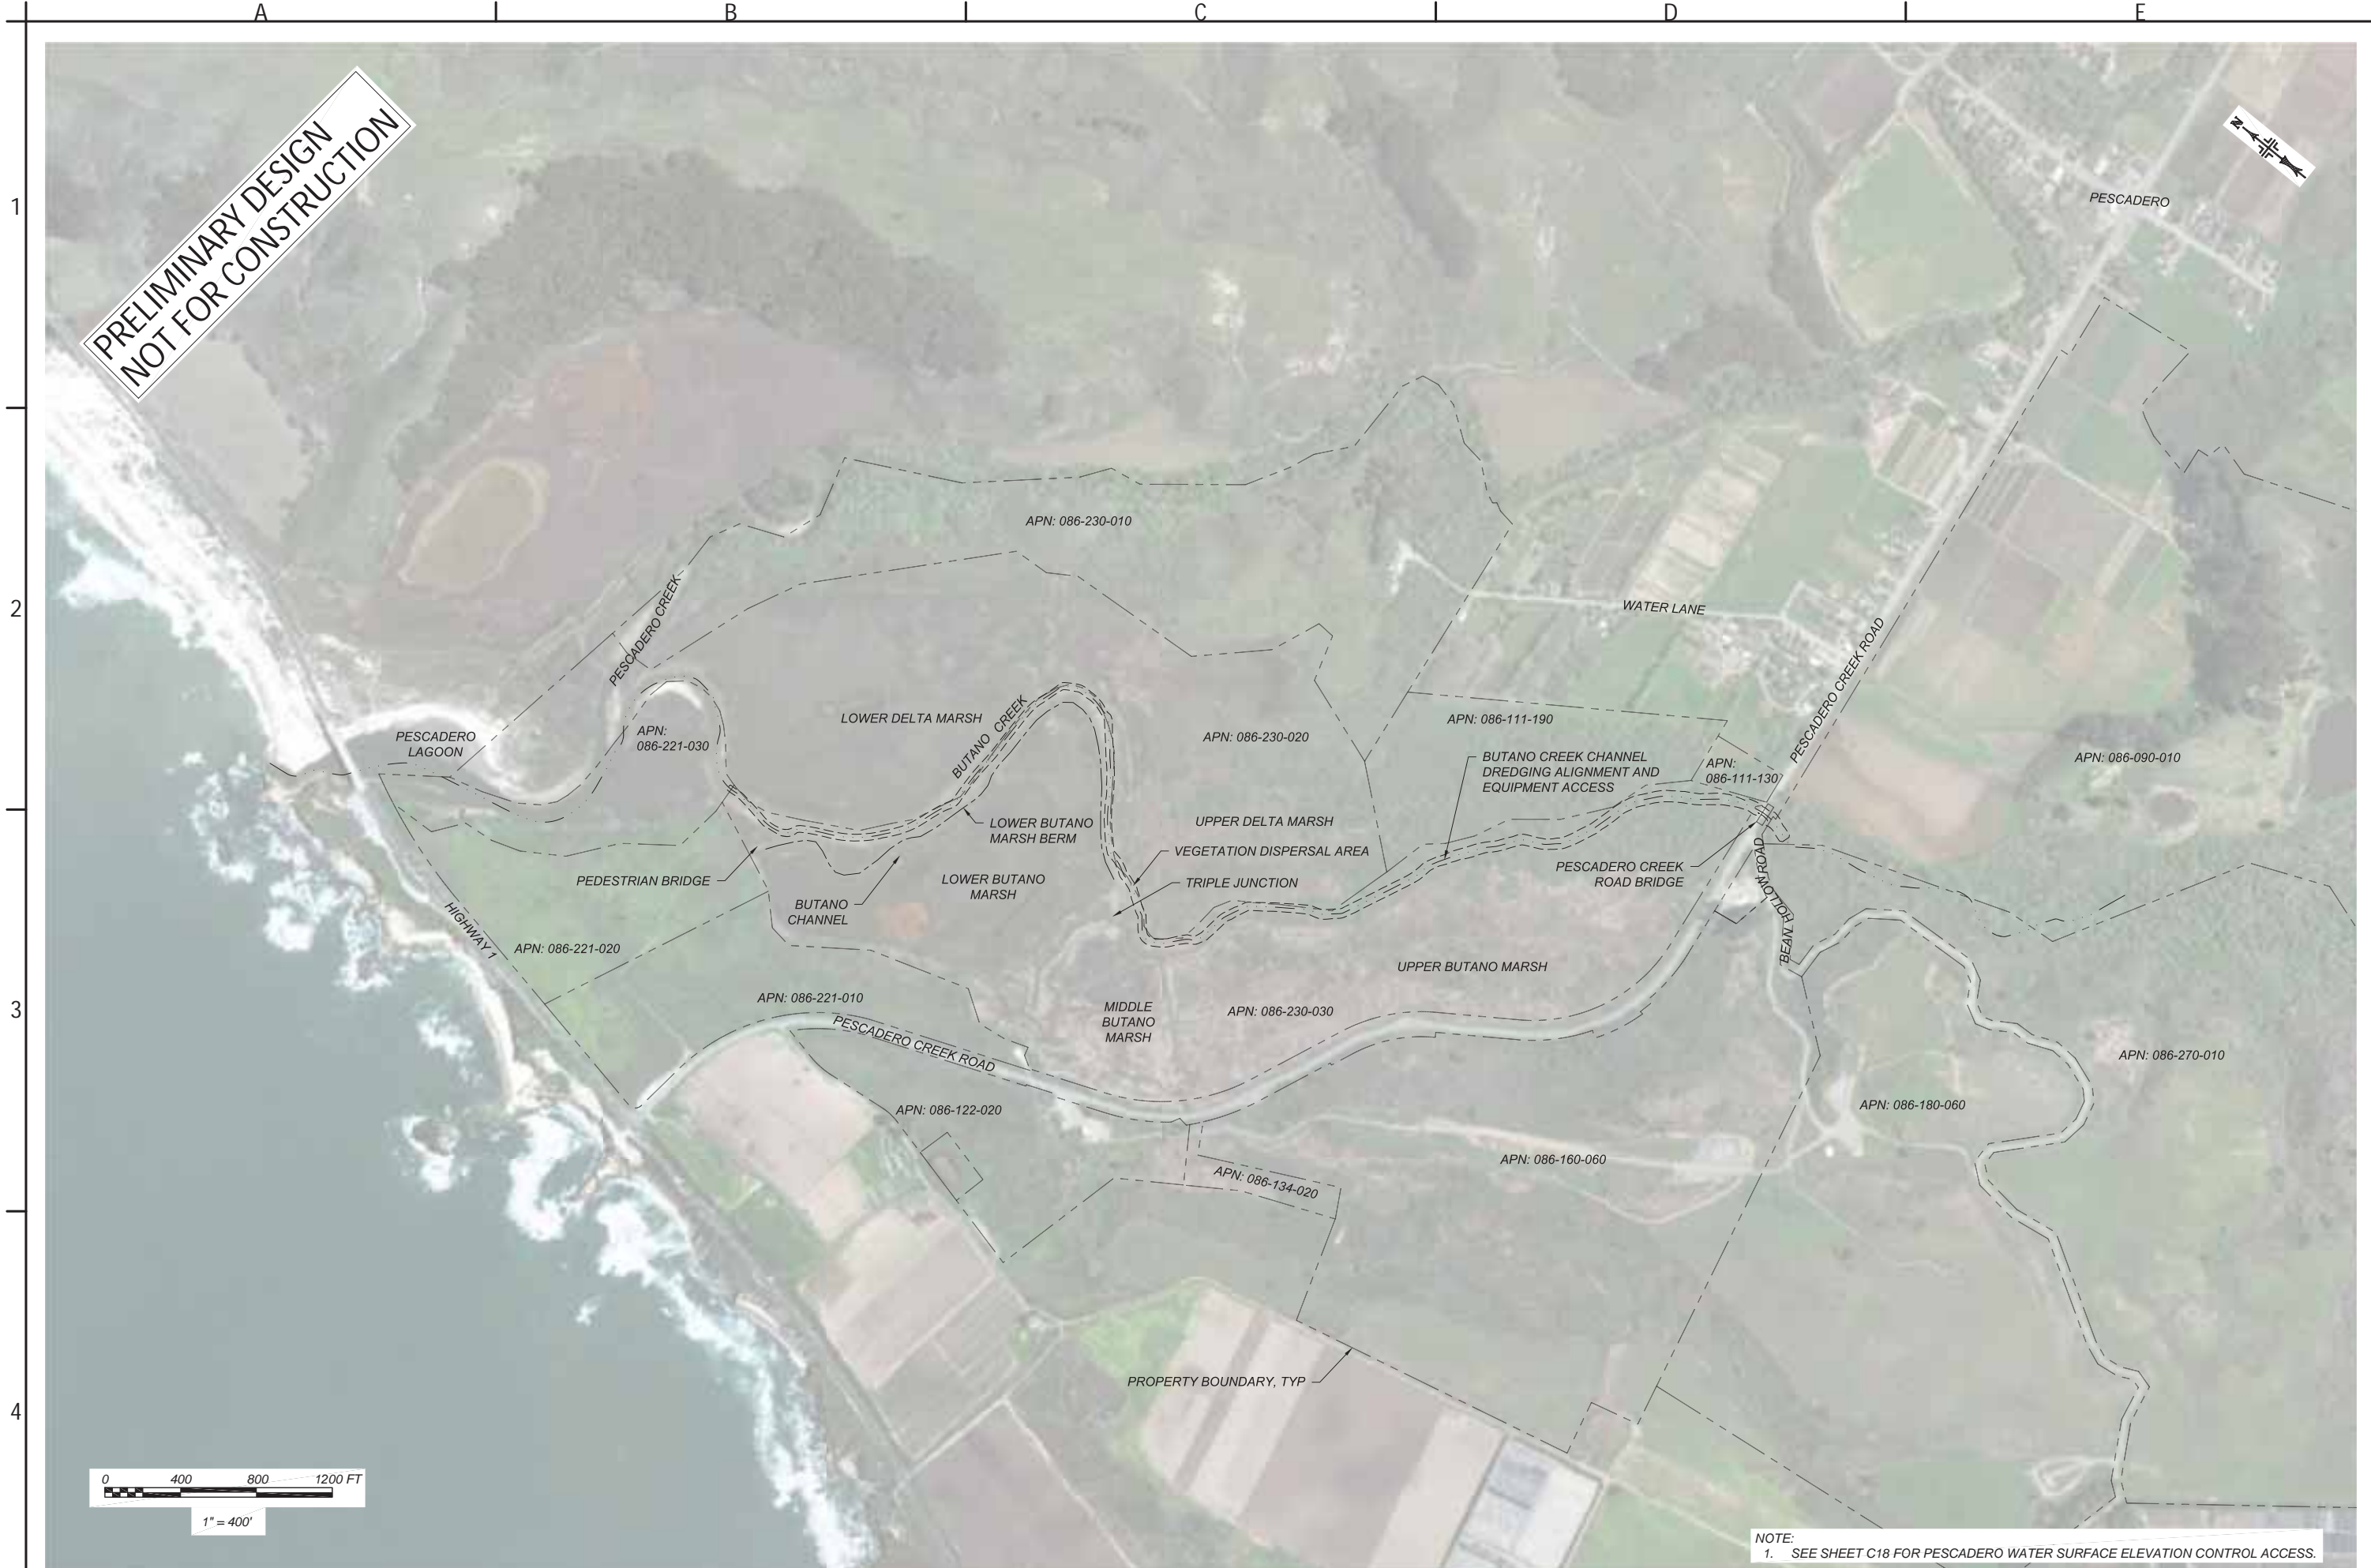 A
B
C
D
E
1
2
3
4
PRELIMINARY DESIGN
NOT FOR CONSTRUCTION
N
PESCADERO
APN: 086-230-010
PESCADERO CREEK
WATER LANE
PESCADERO CREEK ROAD
PESCADERO
LAGOON
APN:
086-221-030
LOWER DELTA MARSH
BUTANO CREEK
APN: 086-230-020
APN: 086-111-190
BUTANO CREEK CHANNEL
DREDGING ALIGNMENT AND
EQUIPMENT ACCESS
APN:
086-111-130
APN: 086-090-010
LOWER BUTANO
MARSH BERM
UPPER DELTA MARSH
VEGETATION DISPERSAL AREA
PEDESTRIAN BRIDGE
LOWER BUTANO
MARSH
TRIPLE JUNCTION
PESCADERO CREEK
ROAD BRIDGE
BUTANO
CHANNEL
BEAN HOLLOW ROAD
HIGHWAY 1
APN: 086-221-020
UPPER BUTANO MARSH
APN: 086-221-010
MIDDLE
BUTANO
MARSH
APN: 086-230-030
PESCADERO CREEK ROAD
APN: 086-270-010
APN: 086-122-020
APN: 086-180-060
APN: 086-160-060
APN: 086-134-020
PROPERTY BOUNDARY, TYP
0 400 800 1200 FT
1" = 400'
NOTE:
1. SEE SHEET C18 FOR PESCADERO WATER SURFACE ELEVATION CONTROL ACCESS.